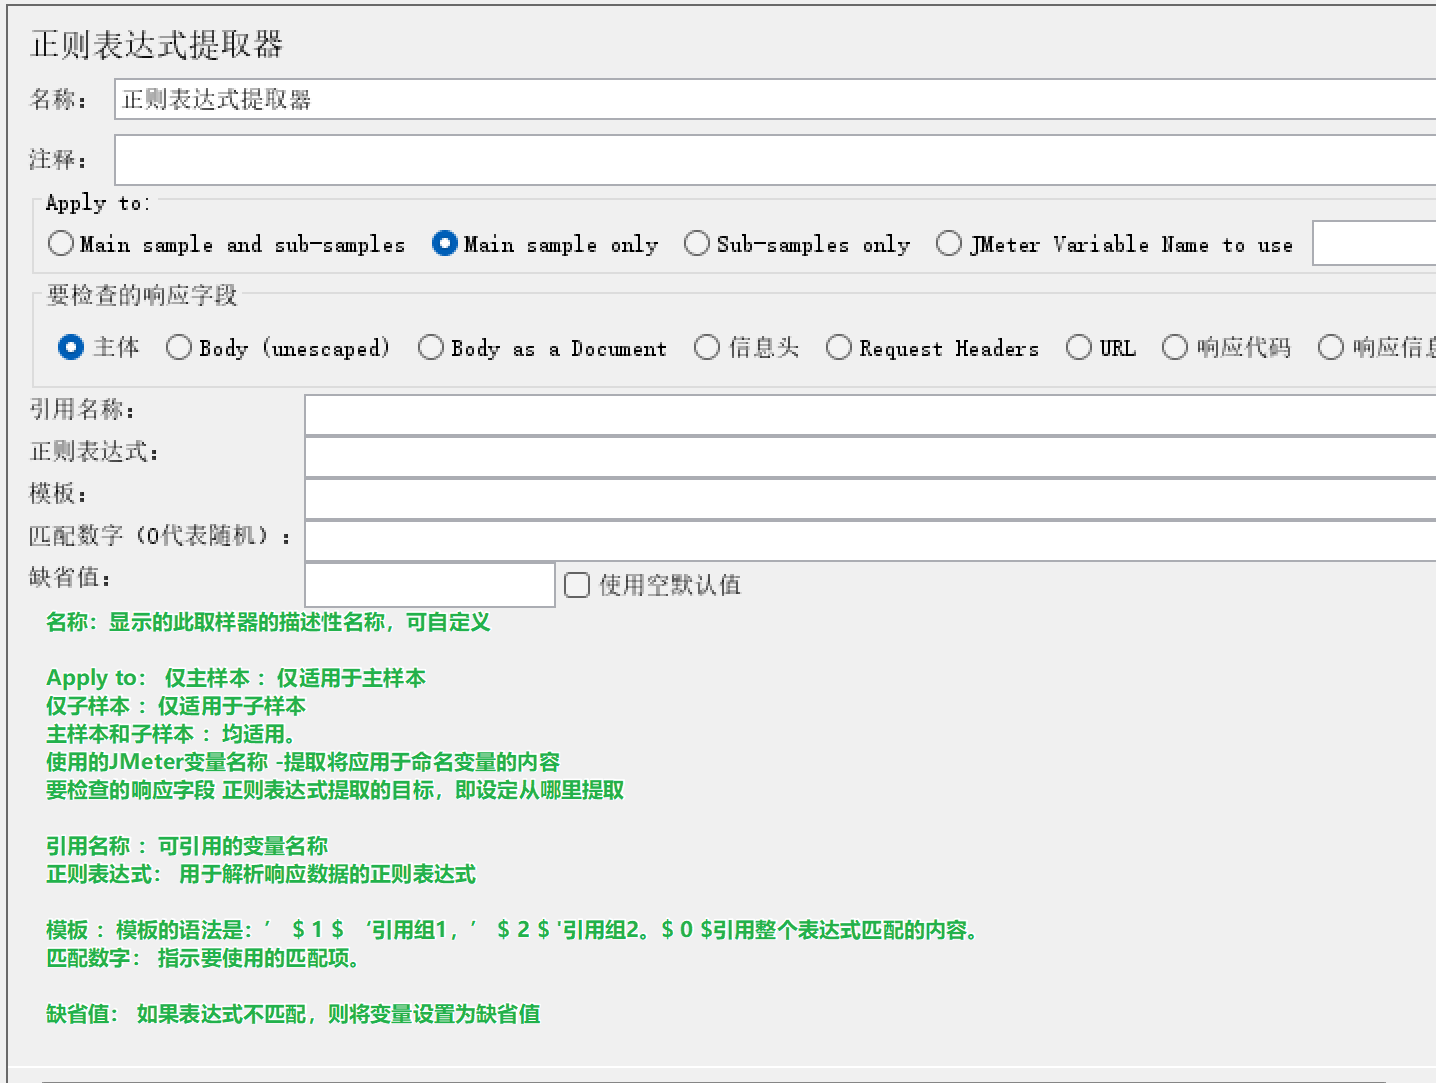 正则表达式提取器
名称： 正则表达式提取器
注释：
Apply to:
Main sample and sub-samples Main sample only Sub-samples only JMeter Variable Name to use
要检查的响应字段
主体 Body (unescaped) Body as a Document 信息头 Request Headers URL 响应代码 响应信息
引用名称：
正则表达式：
模板：
匹配数字（0代表随机）：
缺省值： 使用空默认值
名称：显示的此取样器的描述性名称，可自定义
Apply to： 仅主样本 ：仅适用于主样本
仅子样本 ：仅适用于子样本
主样本和子样本 ：均适用。
使用的JMeter变量名称 -提取将应用于命名变量的内容
要检查的响应字段 正则表达式提取的目标，即设定从哪里提取
引用名称 ：可引用的变量名称
正则表达式： 用于解析响应数据的正则表达式
模板 ：模板的语法是：’ $ 1 $ ‘引用组1，’ $ 2 $ '引用组2。$ 0 $引用整个表达式匹配的内容。
匹配数字： 指示要使用的匹配项。
缺省值： 如果表达式不匹配，则将变量设置为缺省值